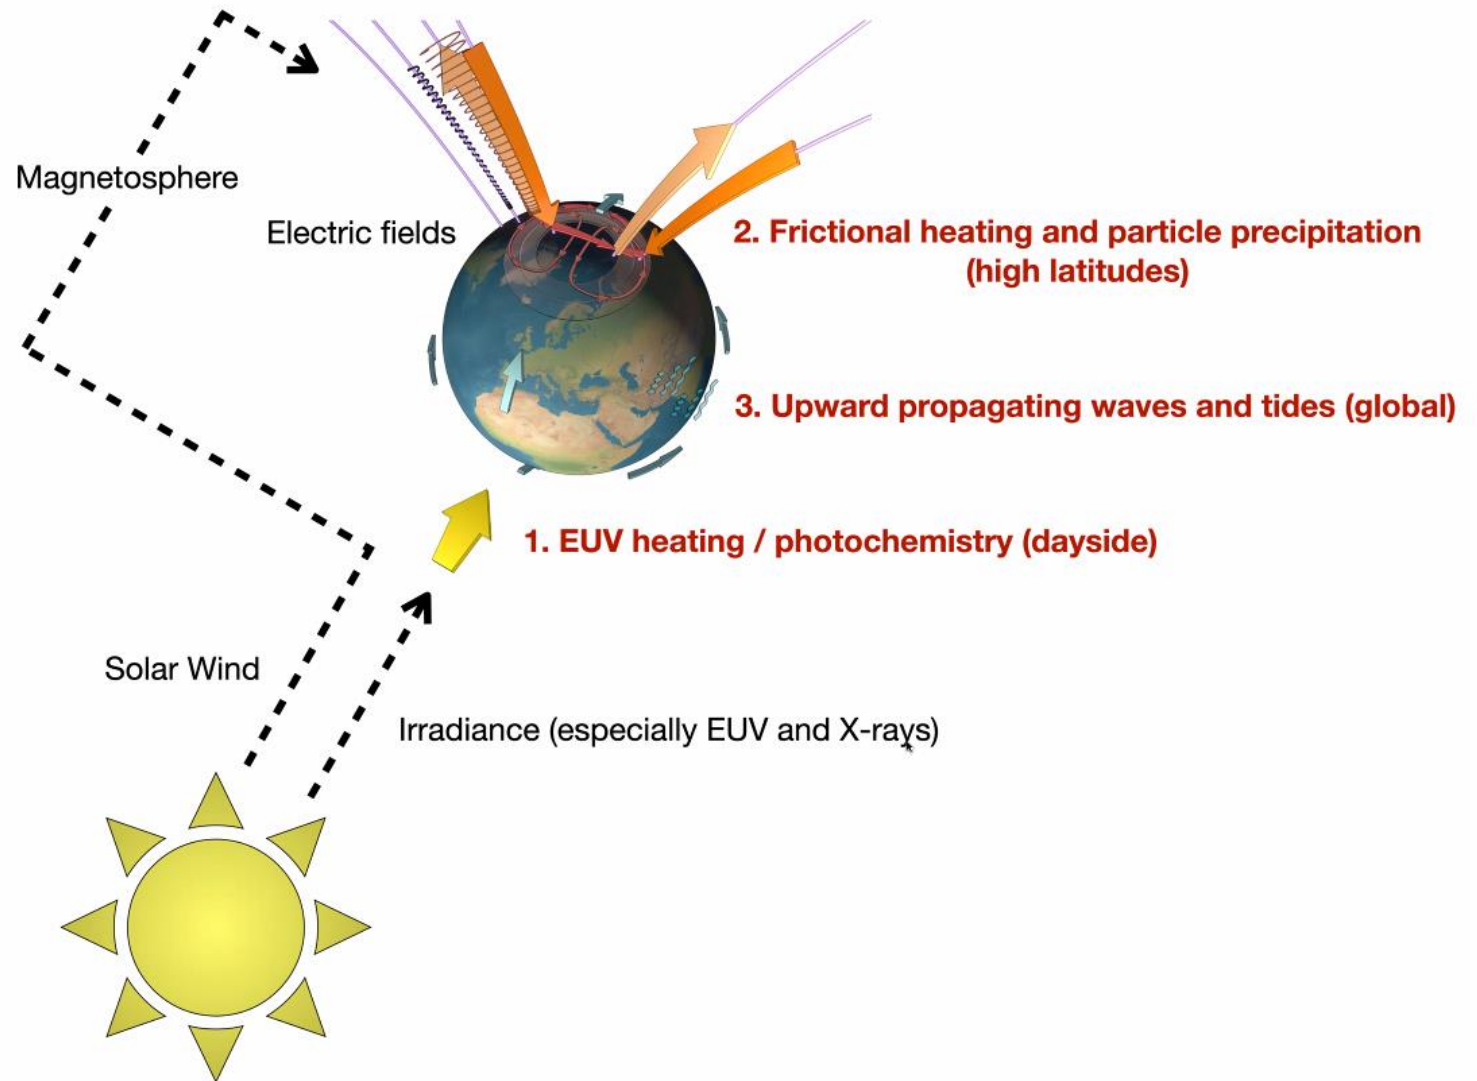 Magnetosphere
Electric fields
2. Frictional heating and particle precipitation
(high latitudes)
3. Upward propagating waves and tides (global)
1. EUV heating / photochemistry (dayside)
Solar Wind
Irradiance (especially EUV and X-rays)